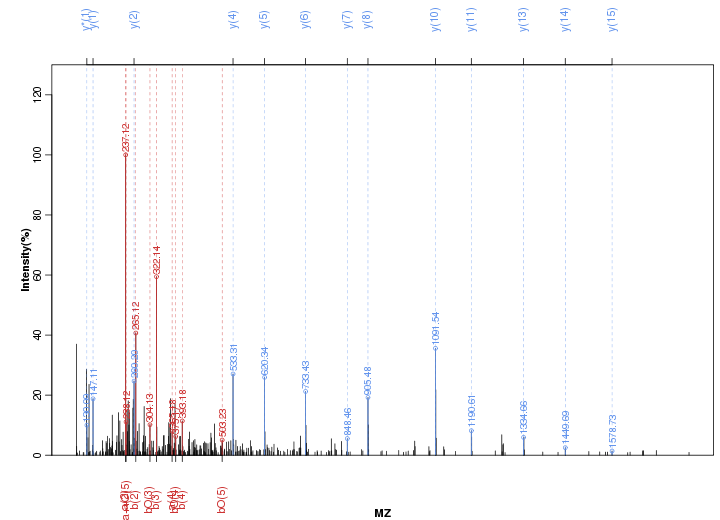 y*(1)
y(1)
y(2)
y(4)
y(5)
y(6)
y(7)
y(8)
y(10)
y(11)
y(13)
y(14)
y(15)
Intensity(%)
0
20
40
60
80
100
120
147.11
237.12
265.12
304.13
322.14
393.18
503.23
533.31
620.34
733.43
848.46
905.48
1091.54
1190.61
1334.66
1449.69
1578.73
b(2)
bO(3)
b(3)
b(4)
bO(5)
MZ